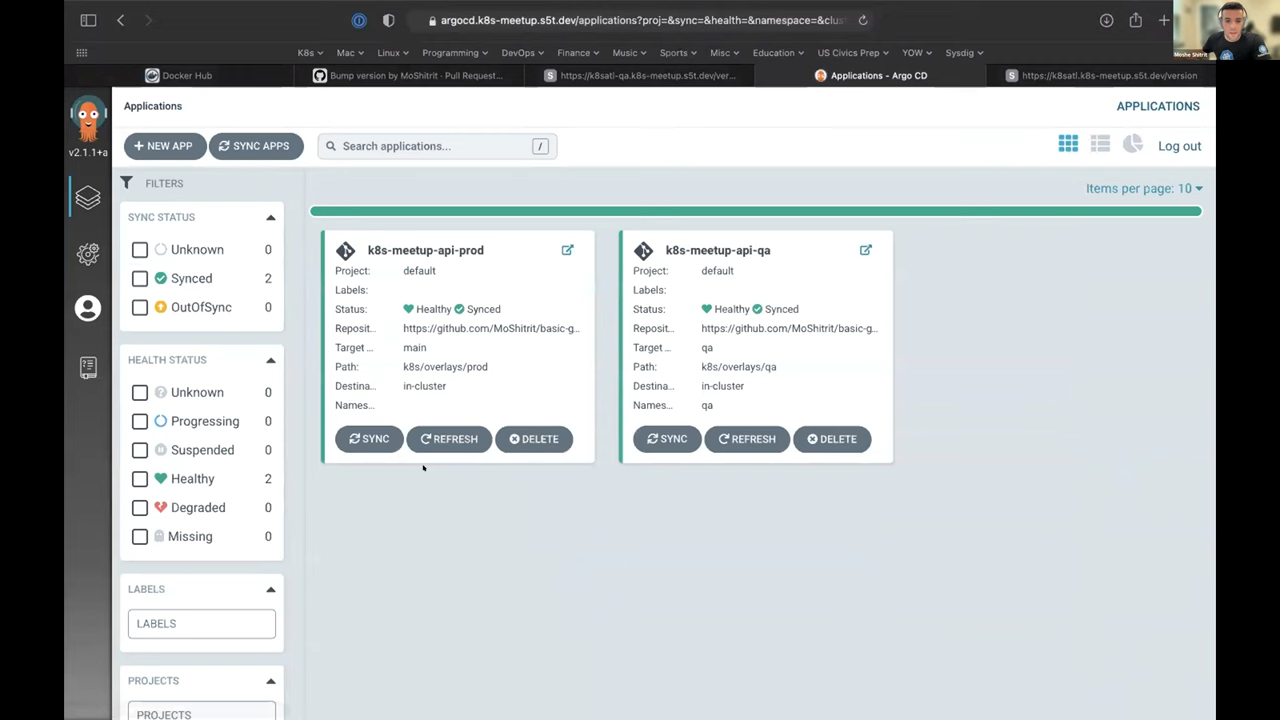 argocd.k8s-meetup.s5t.dev/applications?proj=&sync=&health=&namespace=&clus
Moshe Shitrit
K8s Mac Linux Programming DevOps Finance Music Sports Misc Education US Civics Prep YOW Sysdig
Docker Hub
Bump version by MoShitrit · Pull Request...
S https://k8satl-qa.k8s-meetup.s5t.dev/ver...
Applications - Argo CD
S https://k8satl.k8s-meetup.s5t.dev/version
v2.1.1+a
Applications
APPLICATIONS
+ NEW APP
SYNC APPS
Search applications...
/
Log out
FILTERS
Items per page: 10
SYNC STATUS
Unknown 0
Synced 2
OutOfSync 0
HEALTH STATUS
Unknown 0
Progressing 0
Suspended 0
Healthy 2
Degraded 0
Missing 0
LABELS
LABELS
PROJECTS
PROJECTS
k8s-meetup-api-prod
Project: default
Labels:
Status: Healthy Synced
Reposit... https://github.com/MoShitrit/basic-g...
Target ... main
Path: k8s/overlays/prod
Destina... in-cluster
Names...
SYNC REFRESH DELETE
k8s-meetup-api-qa
Project: default
Labels:
Status: Healthy Synced
Reposit... https://github.com/MoShitrit/basic-g...
Target ... qa
Path: k8s/overlays/qa
Destina... in-cluster
Names... qa
SYNC REFRESH DELETE